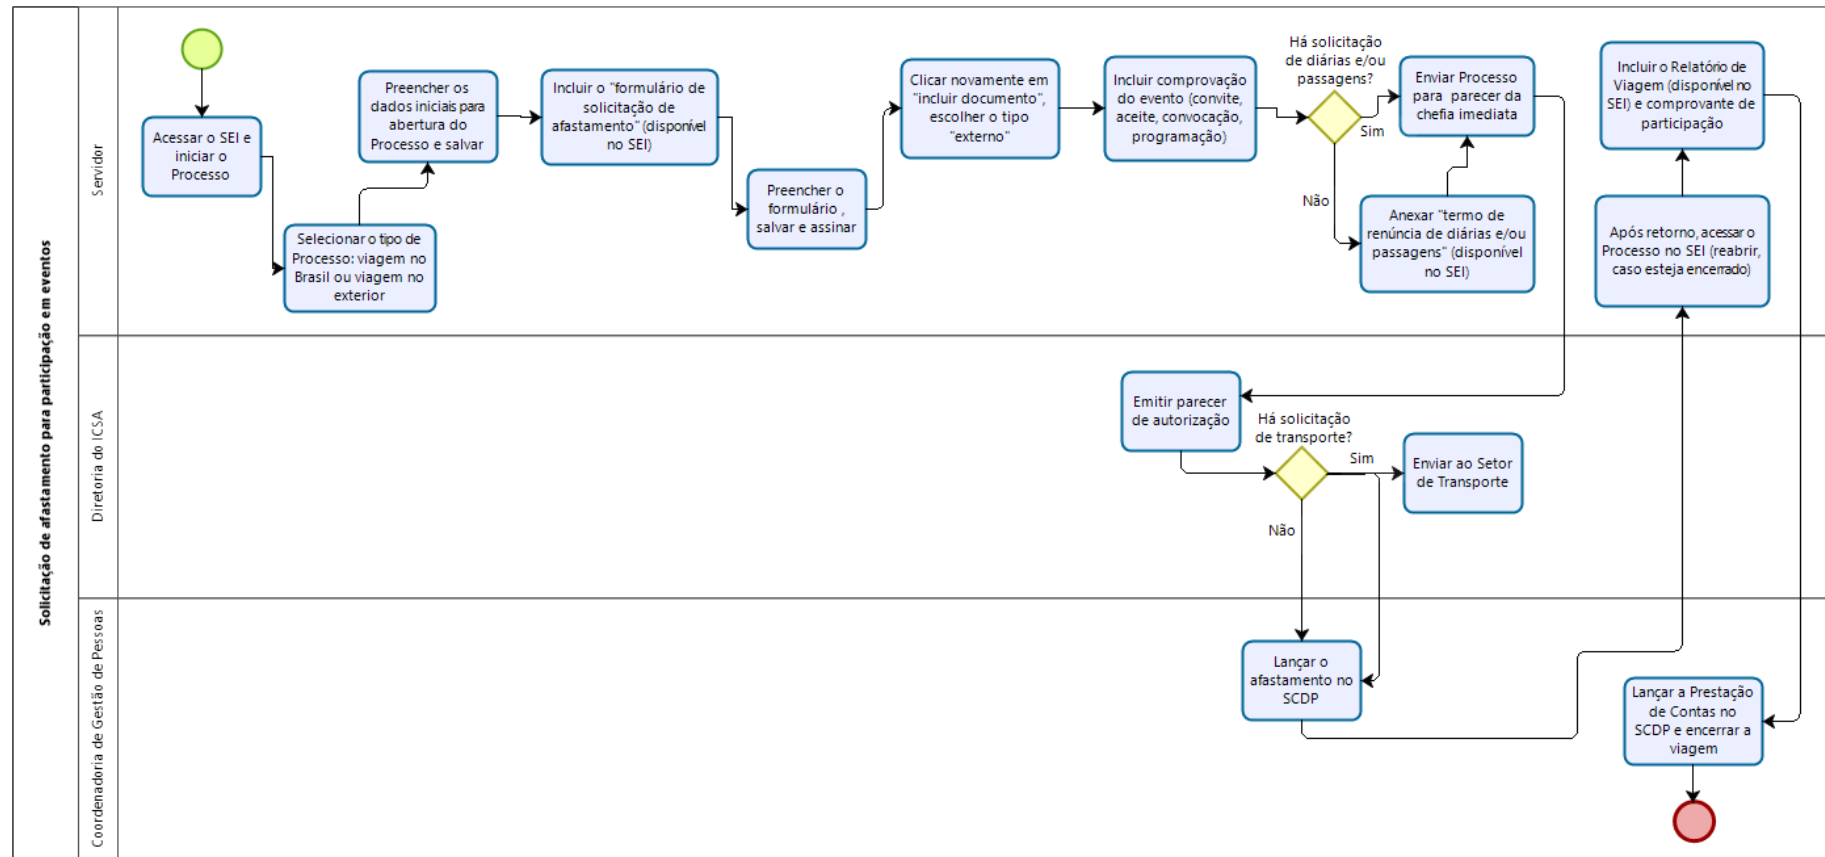 Solicitação de afastamento para participação em eventos
Servidor
Acessar o SEI e
iniciar o
Processo
Selecionar o tipo de
Processo: viagem no
Brasil ou viagem no
exterior
Preencher os
dados iniciais para
abertura do
Processo e salvar
Incluir o "formulário de
solicitação de
afastamento" (disponível
no SEI)
Preencher o
formulário ,
salvar e assinar
Clicar novamente em
"incluir documento",
escolher o tipo
"externo"
Incluir comprovação
do evento (convite,
aceite, convocação,
programação)
Há solicitação
de diárias e/ou
passagens?
Sim
Não
Enviar Processo
para parecer da
chefia imediata
Anexar "termo de
renúncia de diárias e/ou
passagens" (disponível
no SEI)
Incluir o Relatório de
Viagem (disponível no
SEI) e comprovante de
participação
Após retorno, acessar o
Processo no SEI (reabrir,
caso esteja encerrado)
Diretoria do ICSA
Emitir parecer
de autorização
Há solicitação
de transporte?
Sim
Não
Enviar ao Setor
de Transporte
Coordenadoria de Gestão de Pessoas
Lançar o
afastamento no
SCDP
Lançar a Prestação
de Contas no
SCDP e encerrar a
viagem